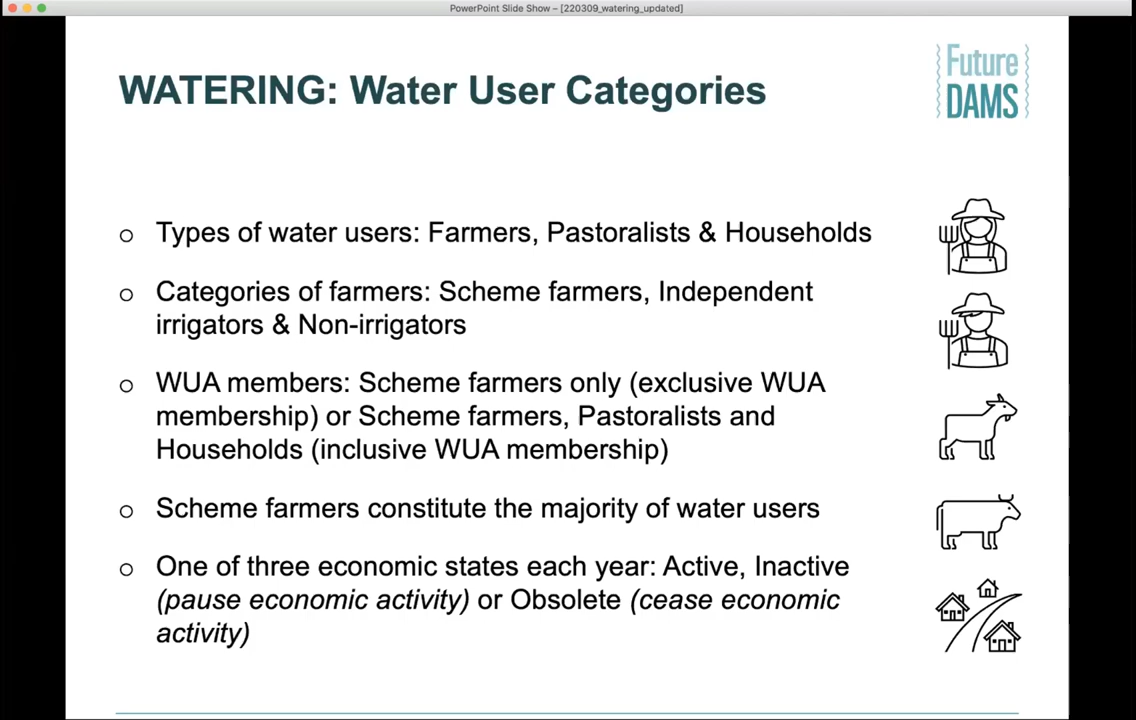 PowerPoint Slide Show – [220309_watering_updated]
WATERING: Water User Categories
Future
DAMS
o Types of water users: Farmers, Pastoralists & Households
o Categories of farmers: Scheme farmers, Independent
irrigators & Non-irrigators
o WUA members: Scheme farmers only (exclusive WUA
membership) or Scheme farmers, Pastoralists and
Households (inclusive WUA membership)
o Scheme farmers constitute the majority of water users
o One of three economic states each year: Active, Inactive
(pause economic activity) or Obsolete (cease economic
activity)